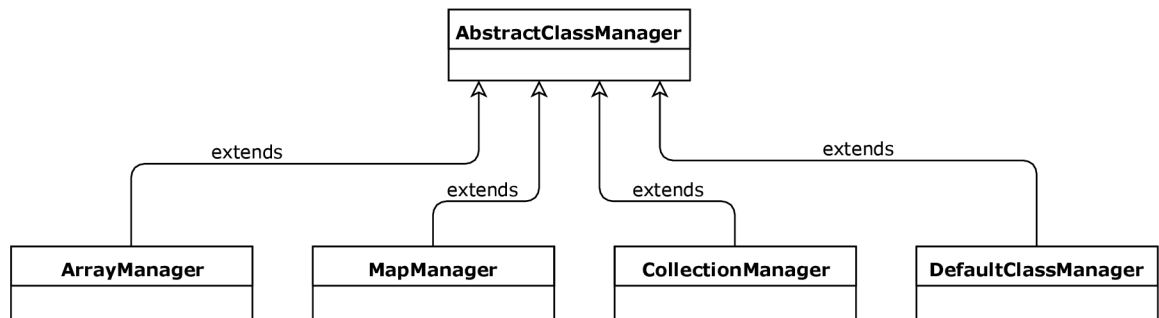 AbstractClassManager
extends
extends
extends
extends
ArrayManager
MapManager
CollectionManager
DefaultClassManager